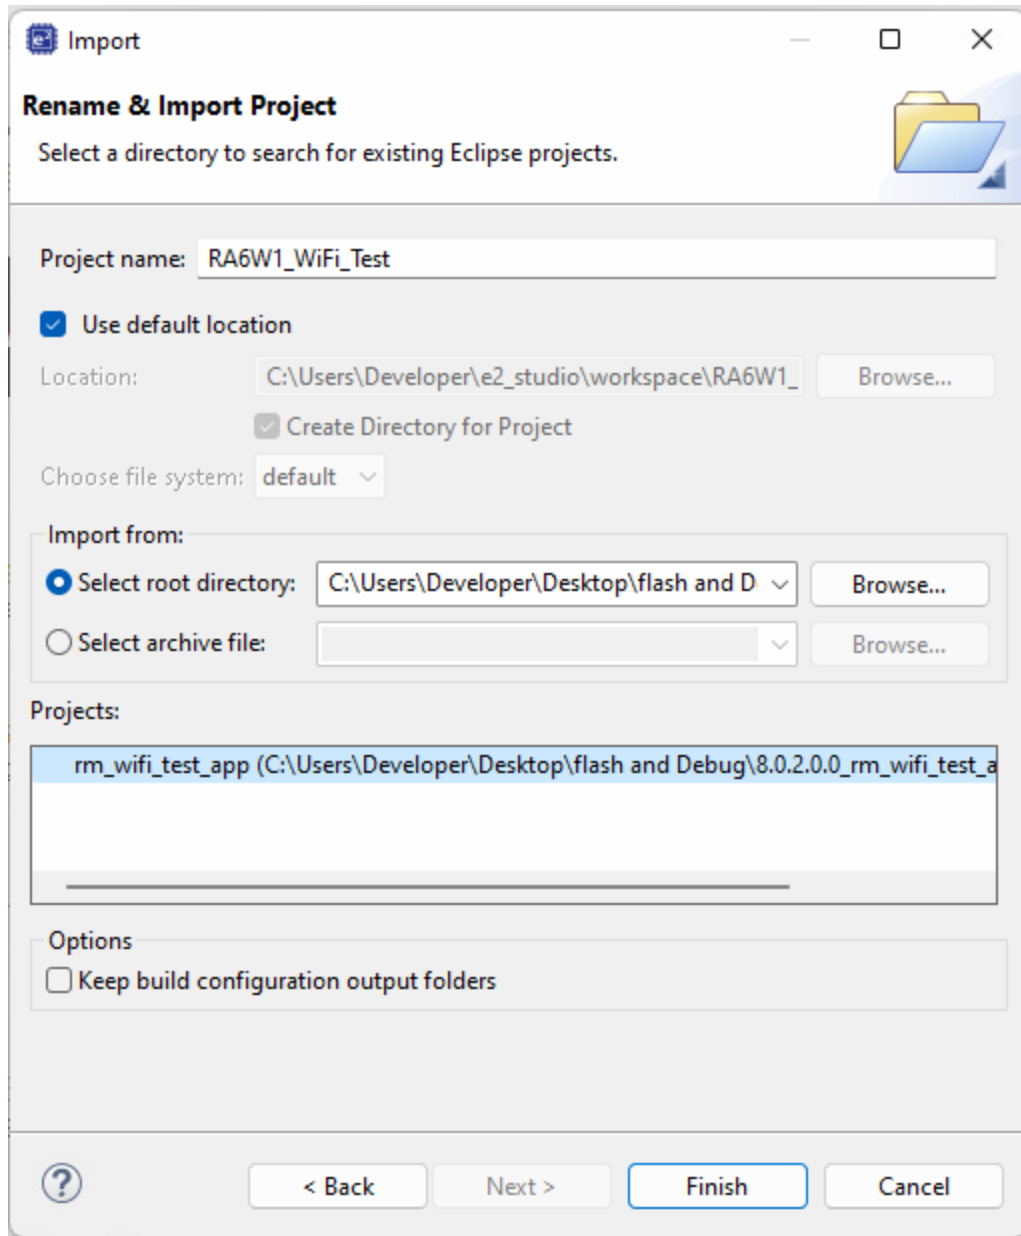 Import
Rename & Import Project
Select a directory to search for existing Eclipse projects.
Project name: RA6W1_WiFi_Test
Use default location
Location: C:\Users\Developer\e2_studio\workspace\RA6W1_ Browse...
Create Directory for Project
Choose file system: default
Import from:
Select root directory: C:\Users\Developer\Desktop\flash and D Browse...
Select archive file: Browse...
Projects:
rm_wifi_test_app (C:\Users\Developer\Desktop\flash and Debug\8.0.2.0.0_rm_wifi_test_a
Options
Keep build configuration output folders
? < Back Next > Finish Cancel